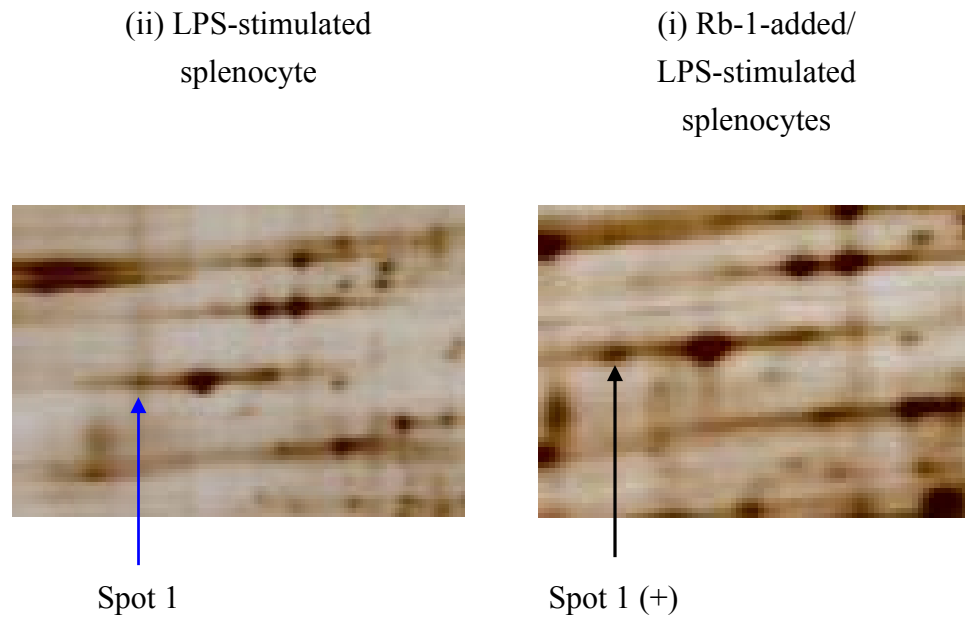 (ii) LPS-stimulated
splenocyte
(i) Rb-1-added/
LPS-stimulated
splenocytes
Spot 1
Spot 1 (+)